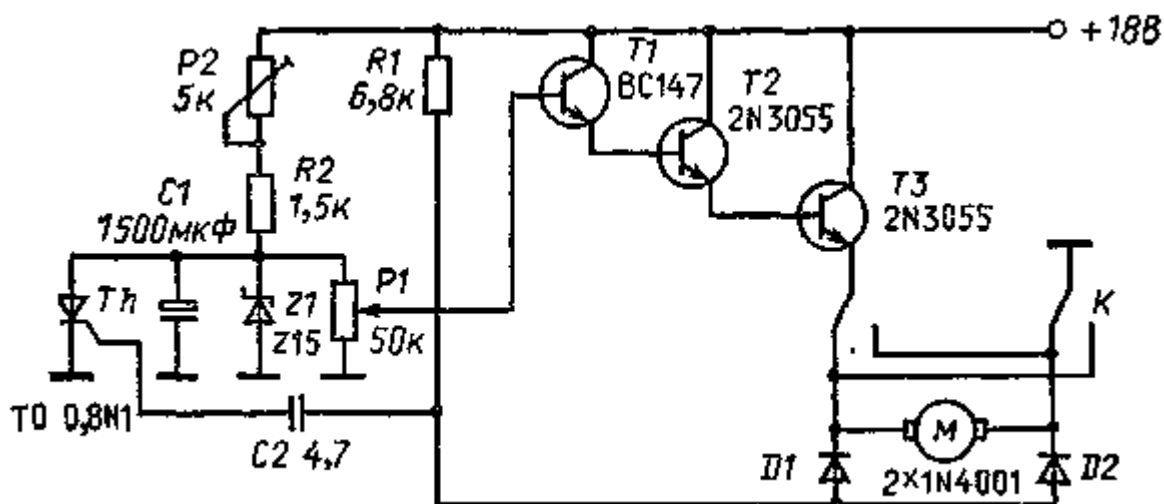 +18В
P2
5к
R1
6,8к
T1
BC147
T2
2N3055
C1
1500мкФ
R2
1,5к
T3
2N3055
Th
Z1
Z15
P1
50к
K
TO 0,8N1
C2 4,7
M
D1
2×1N4001
D2